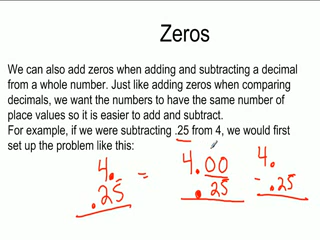 Zeros
We can also add zeros when adding and subtracting a decimal
from a whole number. Just like adding zeros when comparing
decimals, we want the numbers to have the same number of
place values so it is easier to add and subtract.
For example, if we were subtracting .25 from 4, we would first
set up the problem like this:
4. = 4.00 4.
.25 .25 - .25